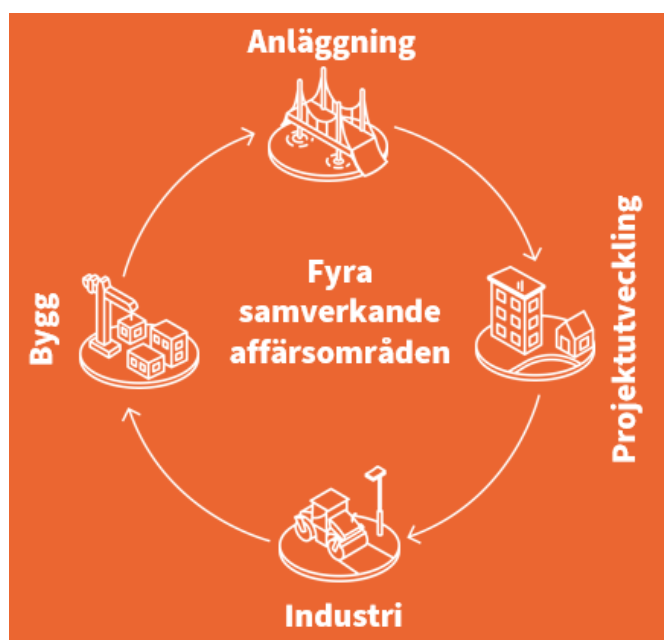 Anläggning
Fyra
samverkande
affärsområden
Bygg
Projektutveckling
Industri